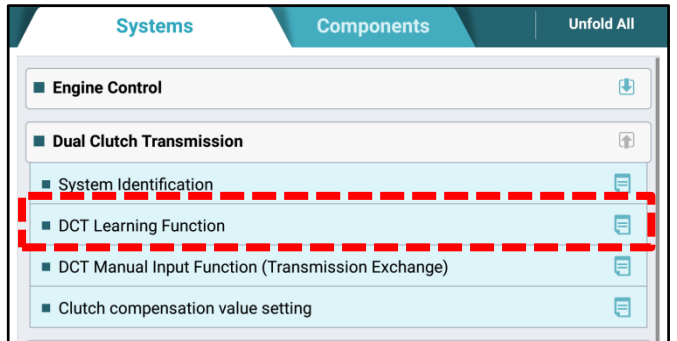 Systems
Components
Unfold All
Engine Control
Dual Clutch Transmission
System Identification
DCT Learning Function
DCT Manual Input Function (Transmission Exchange)
Clutch compensation value setting